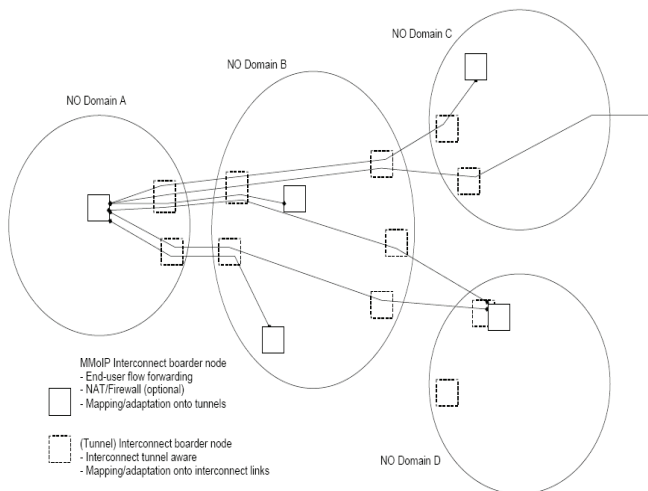 NO Domain C
NO Domain B
NO Domain A
MMoIP Interconnect boarder node
- End-user flow forwarding
- NAT/Firewall (optional)
- Mapping/adaptation onto tunnels
(Tunnel) Interconnect boarder node
- Interconnect tunnel aware
- Mapping/adaptation onto interconnect links
NO Domain D